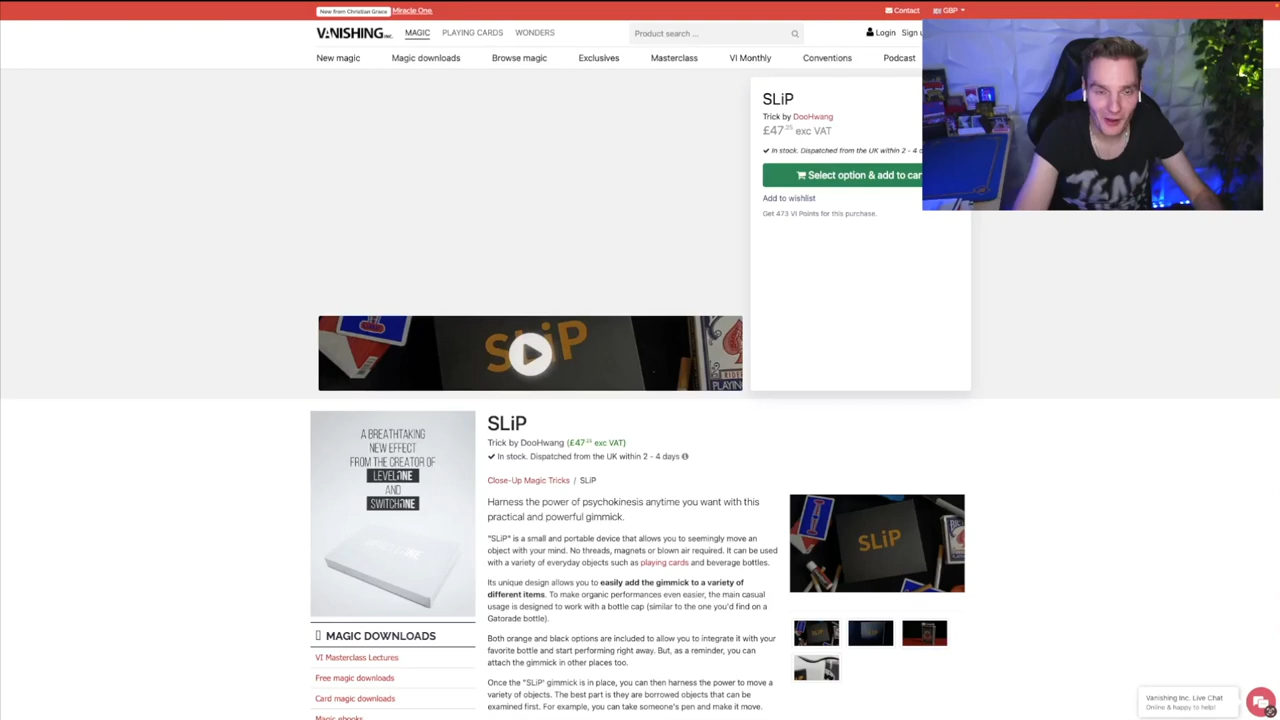 New from Christian Grace Miracle One.
Contact GBP
VANISHING INC. MAGIC PLAYING CARDS WONDERS
Product search ...
Login Sign
New magic Magic downloads Browse magic Exclusives Masterclass VI Monthly Conventions Podcast
SLiP
Trick by DooHwang
£47.25 exc VAT
In stock. Dispatched from the UK within 2 - 4
Select option & add to car
Add to wishlist
Get 473 VI Points for this purchase.
SLiP
A BREATHTAKING
NEW EFFECT
FROM THE CREATOR OF
LEVELONE
AND
SWITCHONE
MAGIC DOWNLOADS
VI Masterclass Lectures
Free magic downloads
Card magic downloads
Magic ebooks
SLiP
Trick by DooHwang (£47.25 exc VAT)
In stock. Dispatched from the UK within 2 - 4 days
Close-Up Magic Tricks / SLiP
Harness the power of psychokinesis anytime you want with this
practical and powerful gimmick.
"SLiP" is a small and portable device that allows you to seemingly move an
object with your mind. No threads, magnets or blown air required. It can be used
with a variety of everyday objects such as playing cards and beverage bottles.
Its unique design allows you to easily add the gimmick to a variety of
different items. To make organic performances even easier, the main casual
usage is designed to work with a bottle cap (similar to the one you'd find on a
Gatorade bottle).
Both orange and black options are included to allow you to integrate it with your
favorite bottle and start performing right away. But, as a reminder, you can
attach the gimmick in other places too.
Once the "SLiP' gimmick is in place, you can then harness the power to move a
variety of objects. The best part is they are borrowed objects that can be
examined first. For example, you can take someone's pen and make it move.
SLiP
Vanishing Inc. Live Chat
Online & happy to help!